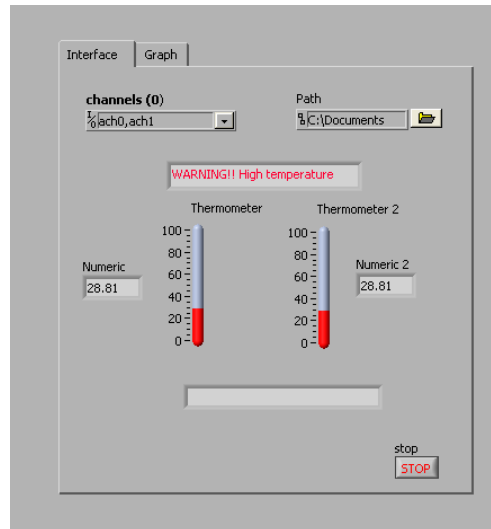 Interface Graph
channels (0) Path
I/0 ach0,ach1 C:\Documents
WARNING!! High temperature
Thermometer Thermometer 2
100 100
80 80
Numeric 60 60 Numeric 2
28.81 40 40 28.81
20 20
0 0
stop
STOP